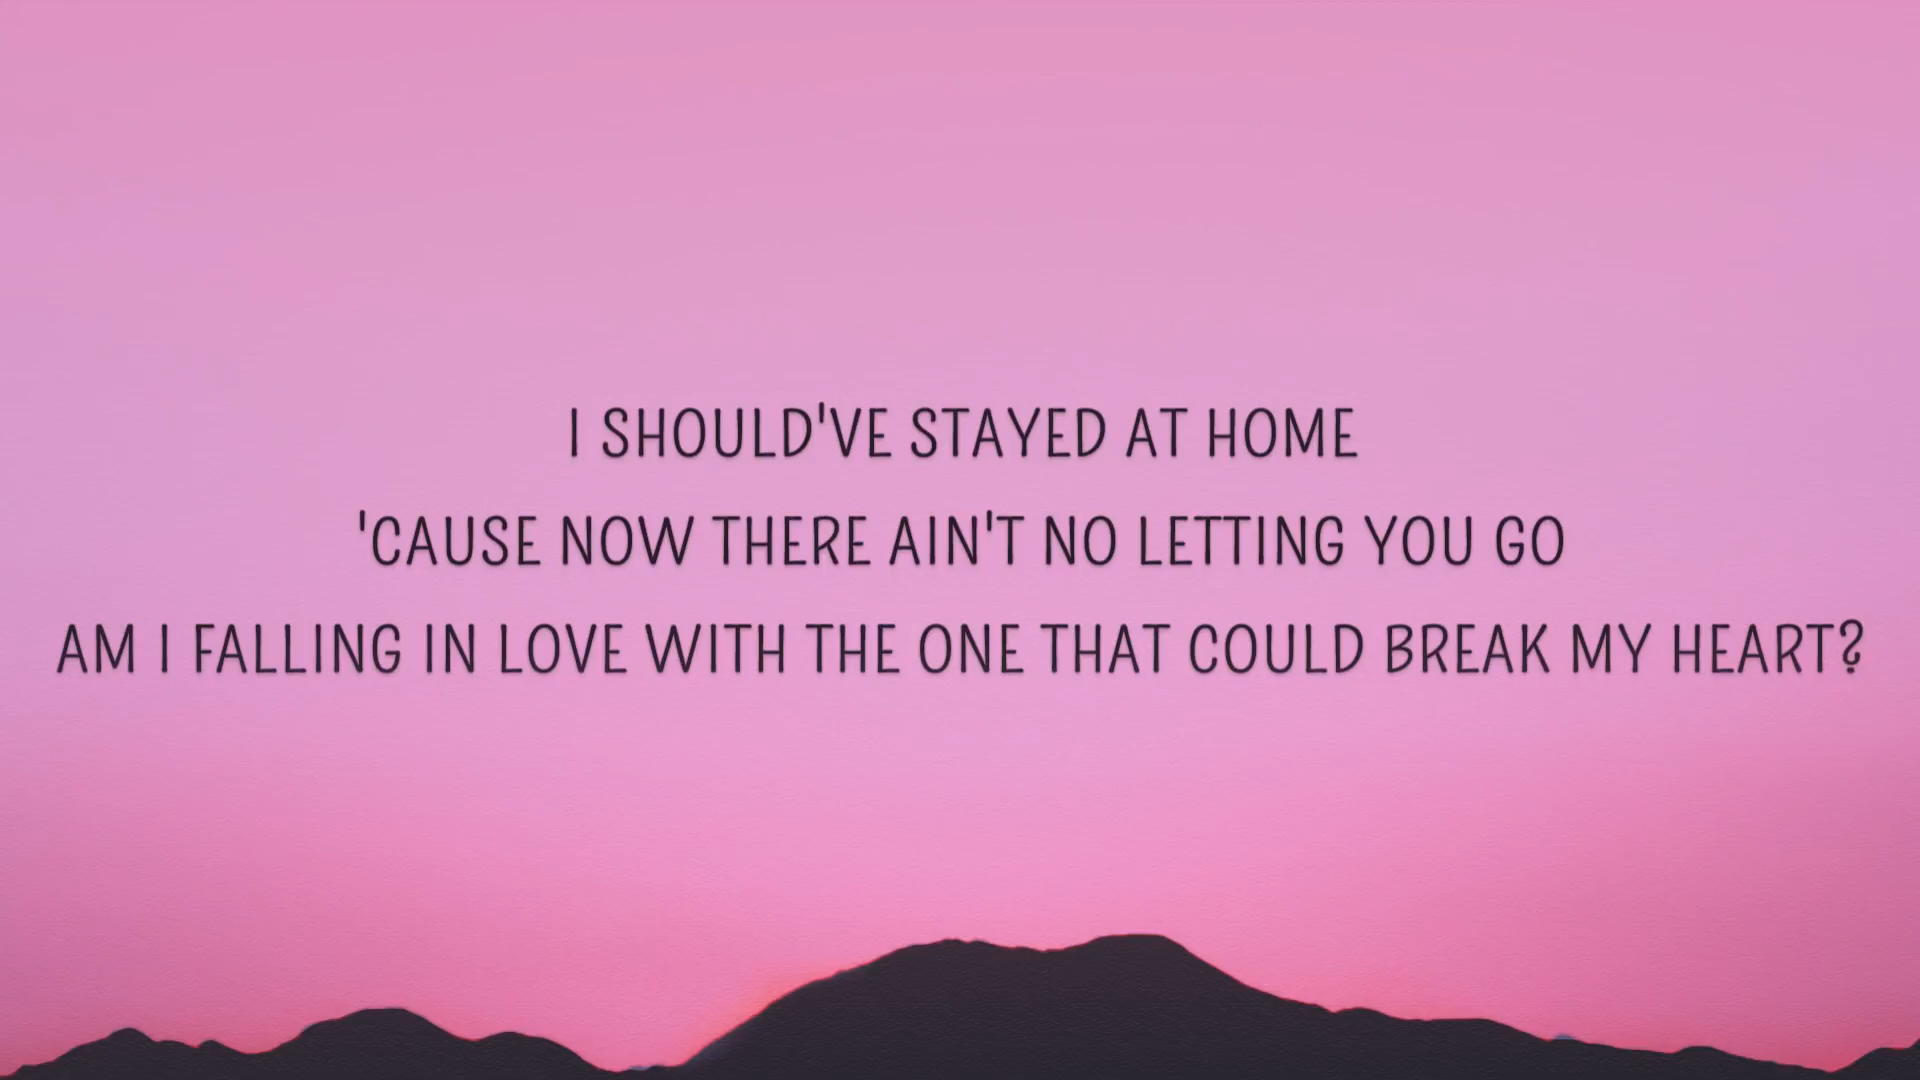 I SHOULD'VE STAYED AT HOME
'CAUSE NOW THERE AIN'T NO LETTING YOU GO
AM I FALLING IN LOVE WITH THE ONE THAT COULD BREAK MY HEART?